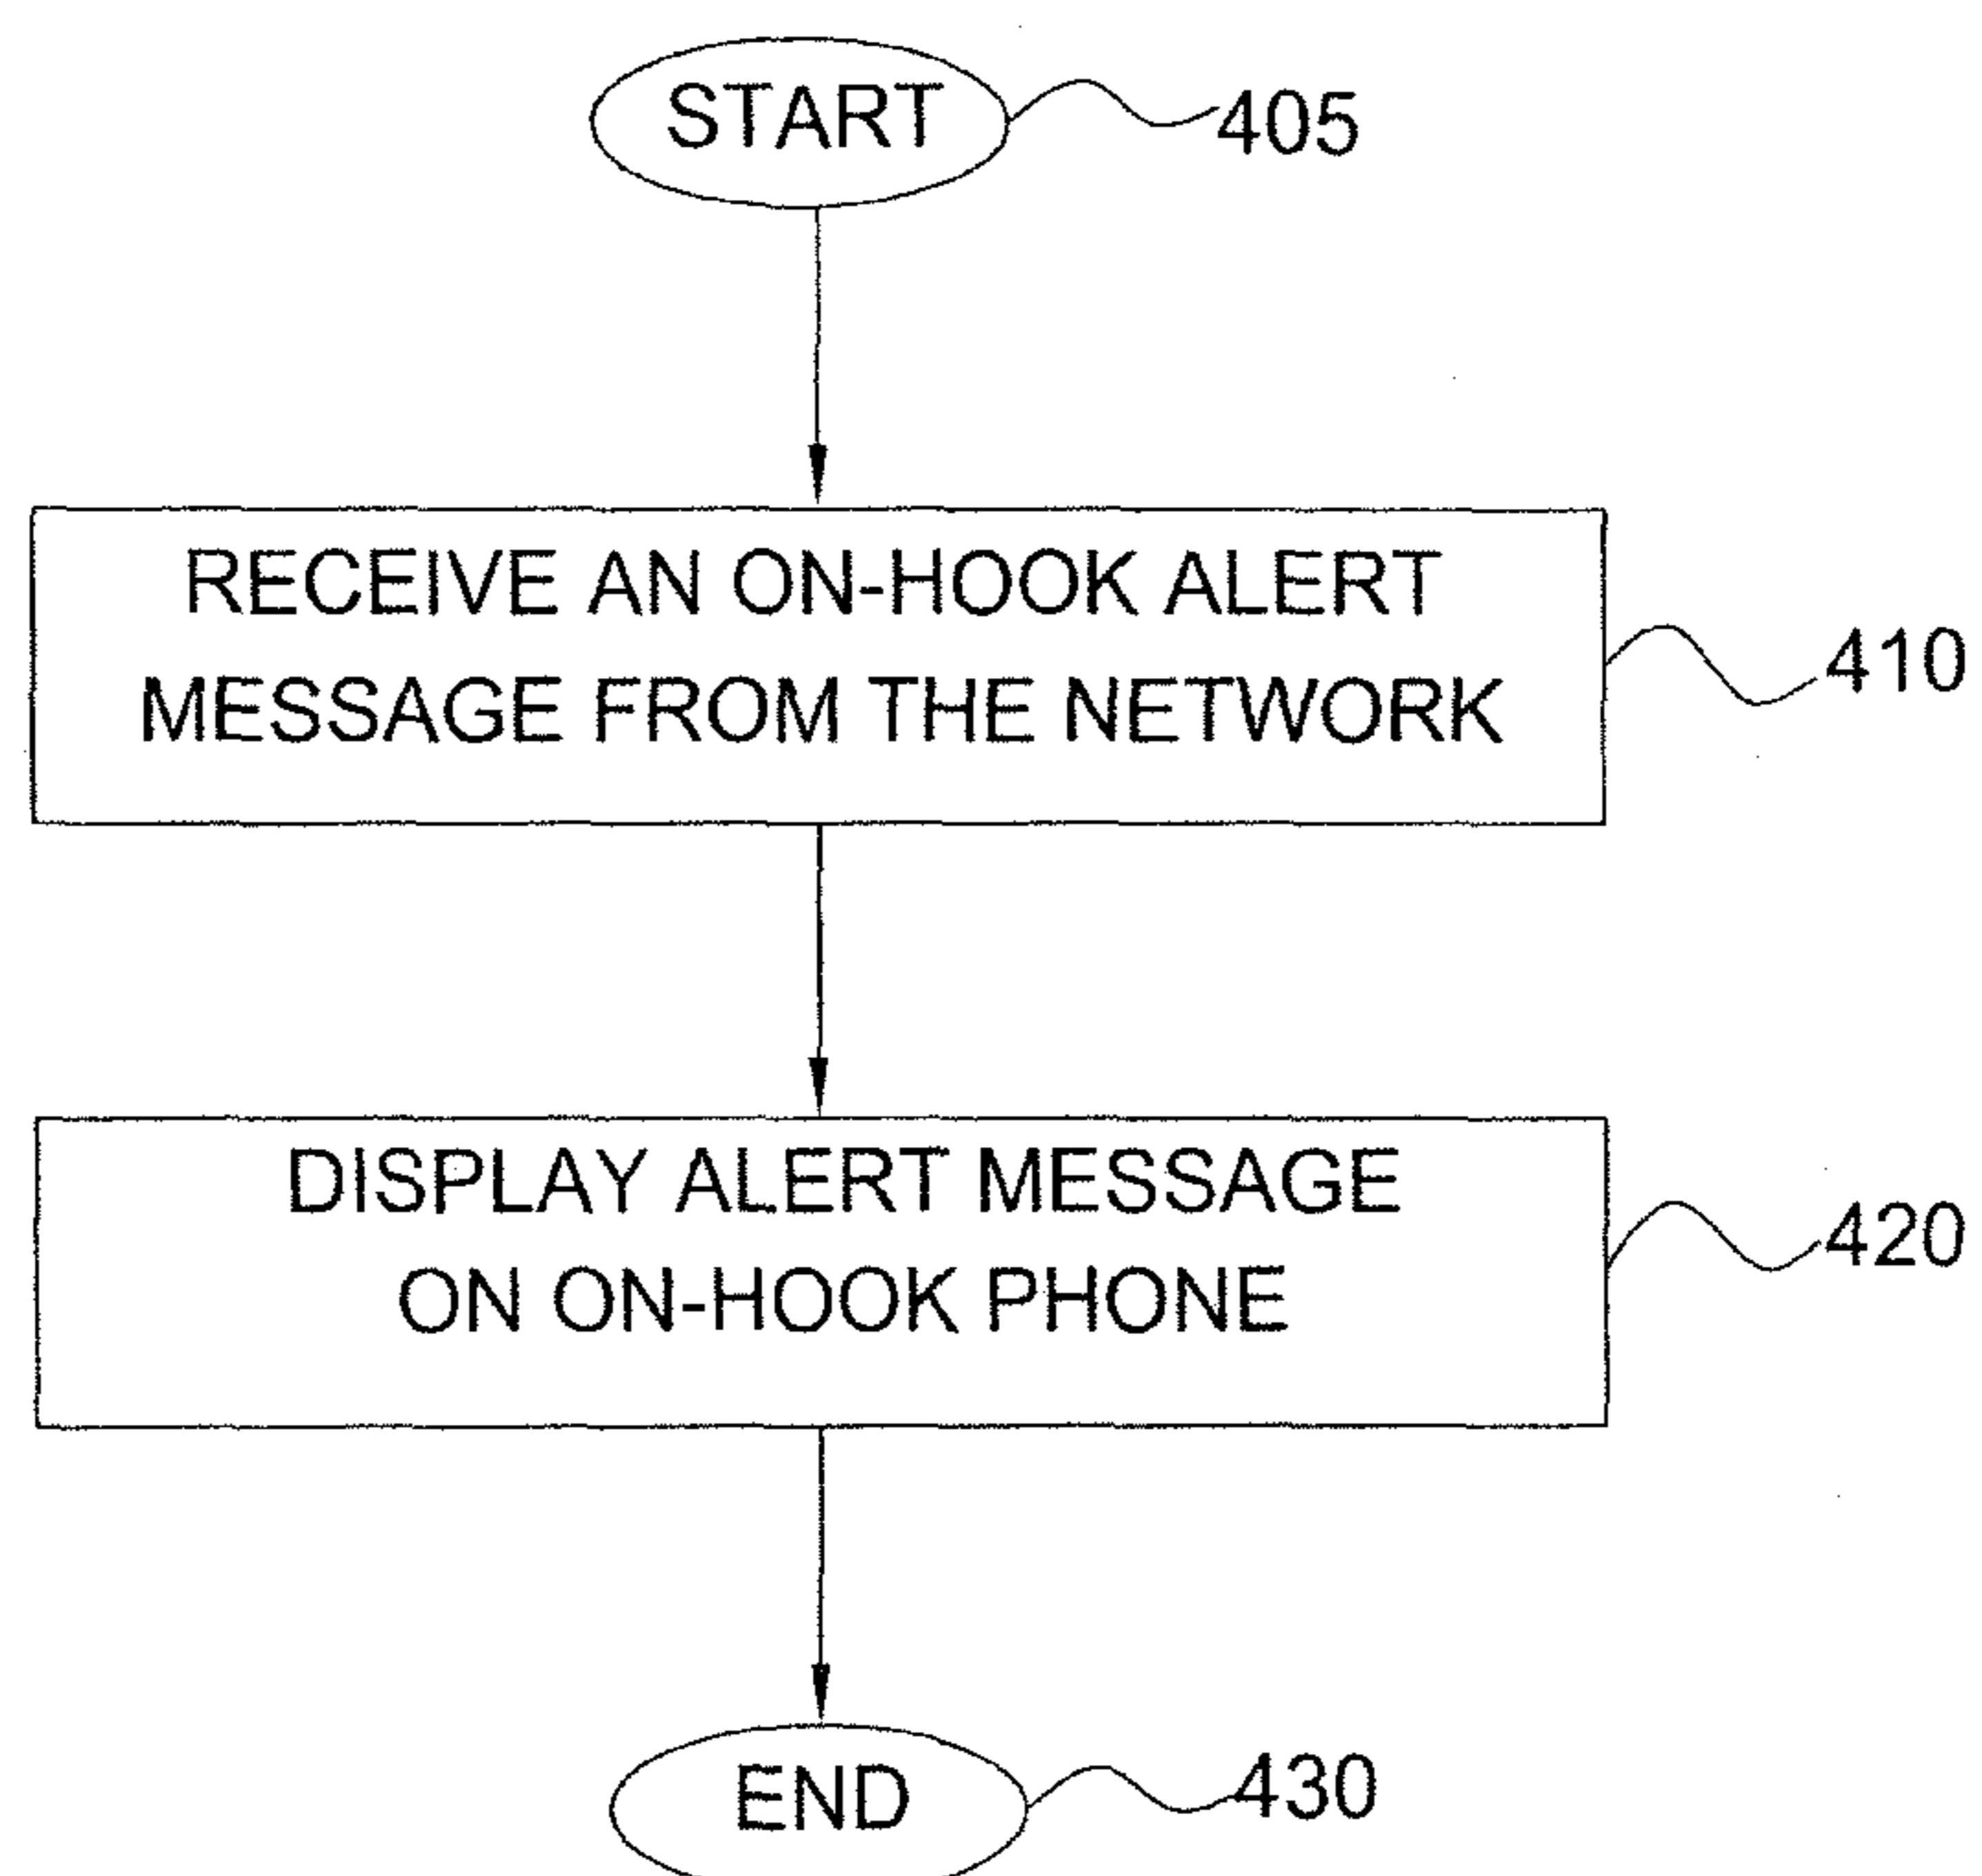 START
405
RECEIVE AN ON-HOOK ALERT
MESSAGE FROM THE NETWORK
410
DISPLAY ALERT MESSAGE
ON ON-HOOK PHONE
420
END
430